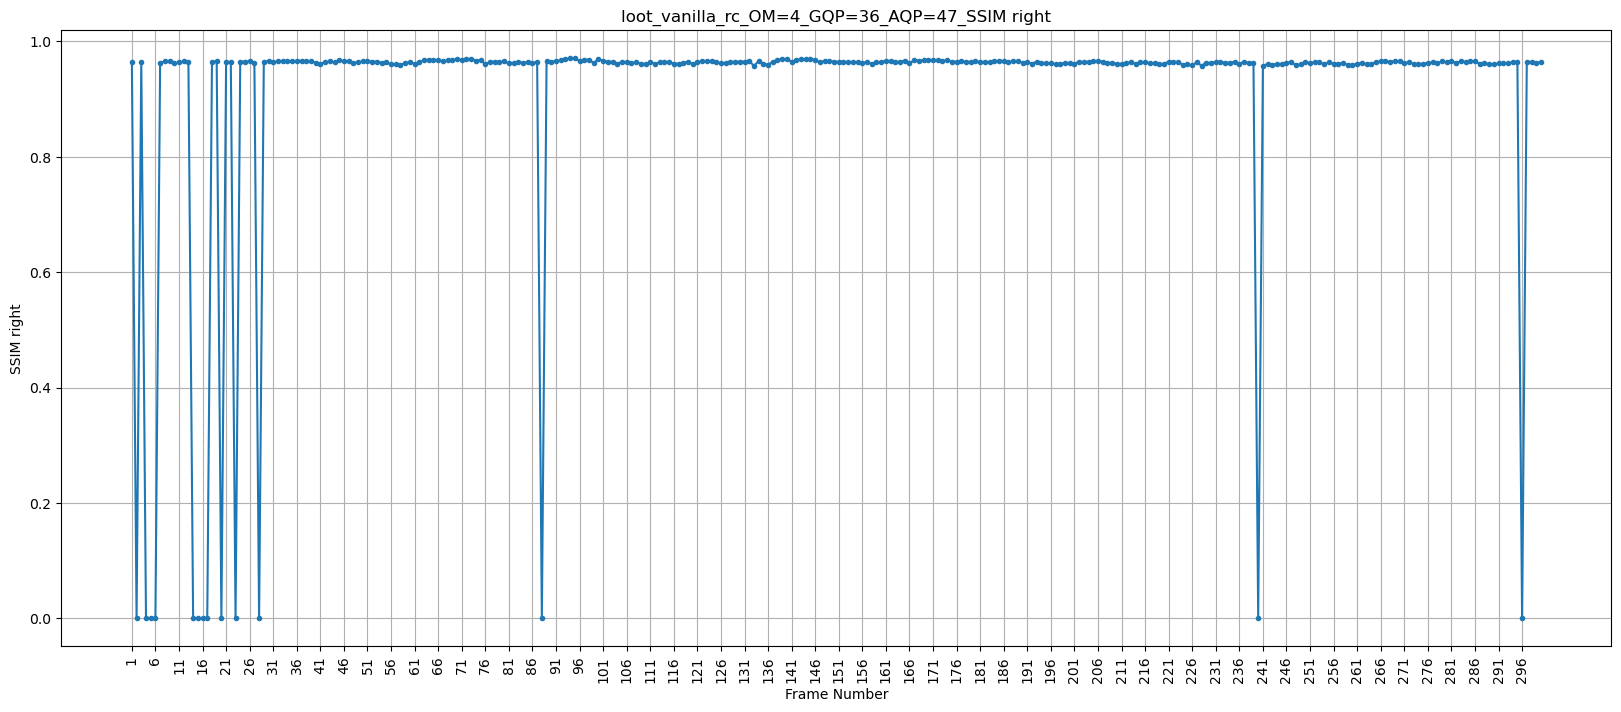 loot_vanilla_rc_OM=4_GQP=36_AQP=47_SSIM right
1.0
0.8
0.6
0.4
0.2
0.0
SSIM right
1 6 11 16 21 26 31 36 41 46 51 56 61 66 71 76 81 86 91 96 101 106 111 116 121 126 131 136 141 146 151 156 161 166 171 176 181 186 191 196 201 206 211 216 221 226 231 236 241 246 251 256 261 266 271 276 281 286 291 296
Frame Number